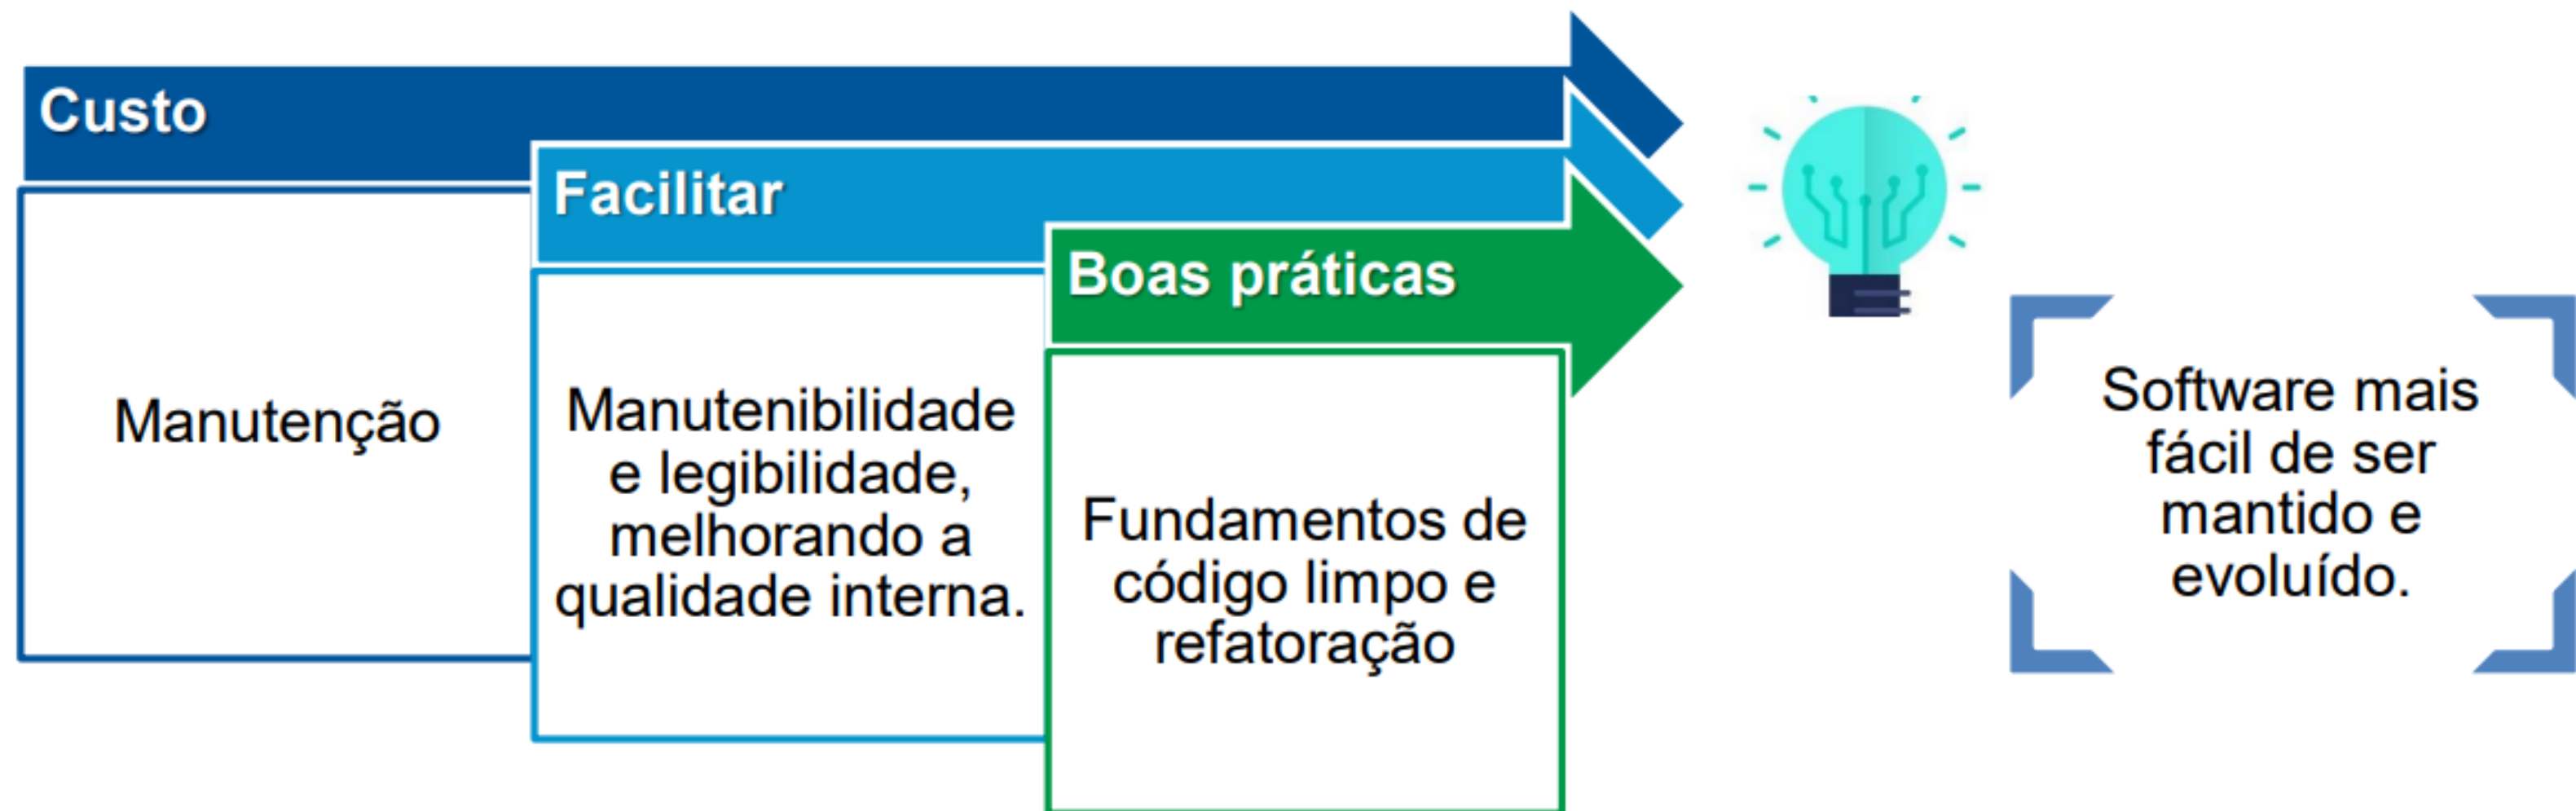 Custo
Manutenção
Facilitar
Manutenibilidade
e legibilidade,
melhorando a
qualidade interna.
Boas práticas
Fundamentos de
código limpo e
refatoração
Software mais
fácil de ser
mantido e
evoluído.